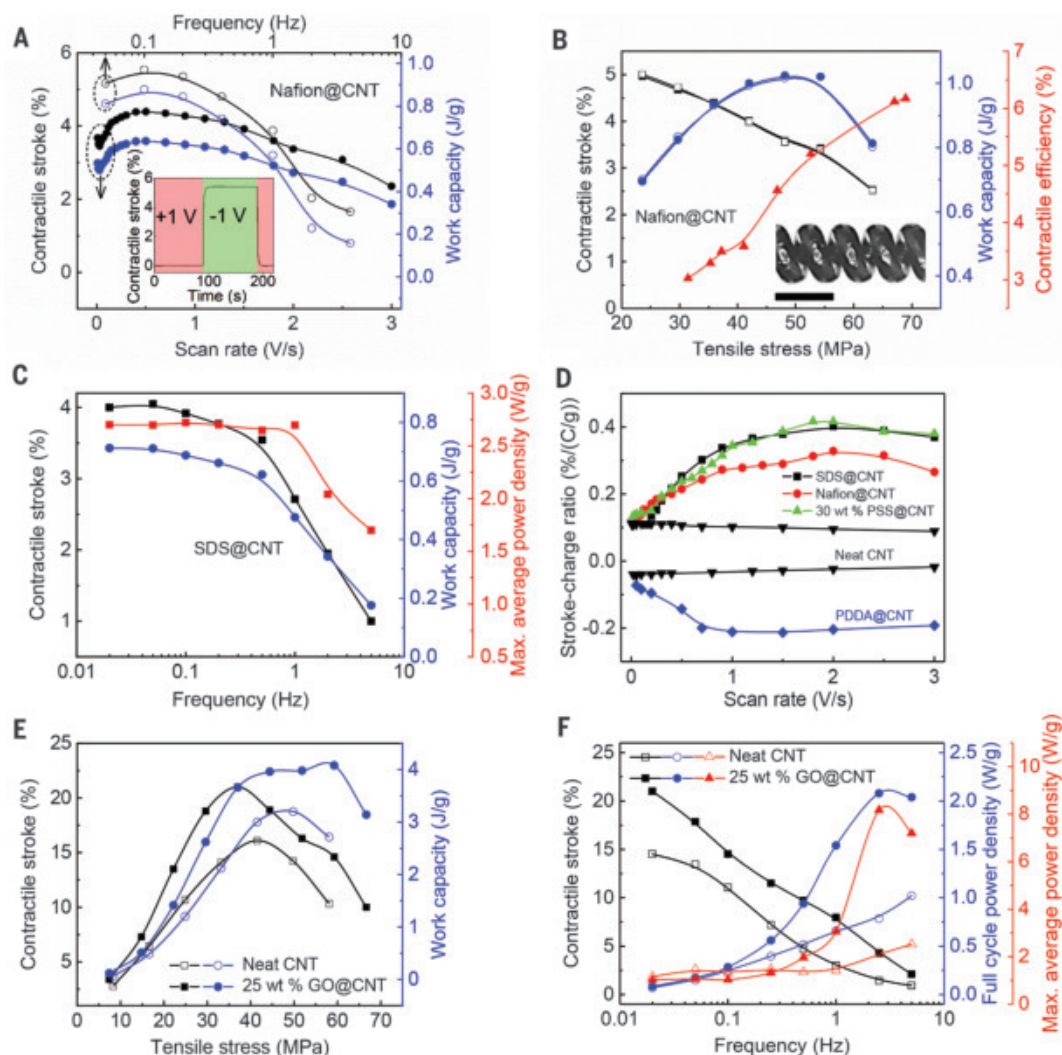 A
Frequency (Hz)
0.1
1
10
Contractile stroke (%)
6
5
4
3
2
1
0
Nafion@CNT
Contractile stroke (%)
6
4
2
0
+1 V
-1 V
0
100
200
Time (s)
1.0
0.8
0.6
0.4
0.2
0.0
Work capacity (J/g)
0
1
2
3
Scan rate (V/s)
B
Contractile stroke (%)
5
4
3
2
1
0
Nafion@CNT
1.0
0.8
0.6
0.4
Work capacity (J/g)
7
6
5
4
3
Contractile efficiency (%)
20
30
40
50
60
70
Tensile stress (MPa)
C
Contractile stroke (%)
4
3
2
1
SDS@CNT
0.8
0.6
0.4
0.2
0.0
Work capacity (J/g)
3.0
2.5
2.0
1.5
1.0
0.5
Max. average power density (W/g)
0.01
0.1
1
10
Frequency (Hz)
D
Stroke-charge ratio (%/(C/g))
0.4
0.2
0.0
-0.2
SDS@CNT
Nafion@CNT
30 wt % PSS@CNT
Neat CNT
PDDA@CNT
0
1
2
3
Scan rate (V/s)
E
Contractile stroke (%)
25
20
15
10
5
Neat CNT
25 wt % GO@CNT
4
3
2
1
0
Work capacity (J/g)
0
10
20
30
40
50
60
70
Tensile stress (MPa)
F
Contractile stroke (%)
25
20
15
10
5
0
Neat CNT
25 wt % GO@CNT
2.5
2.0
1.5
1.0
0.5
0.0
Full cycle power density (W/g)
10
8
6
4
2
0
Max. average power density (W/g)
0.01
0.1
1
10
Frequency (Hz)